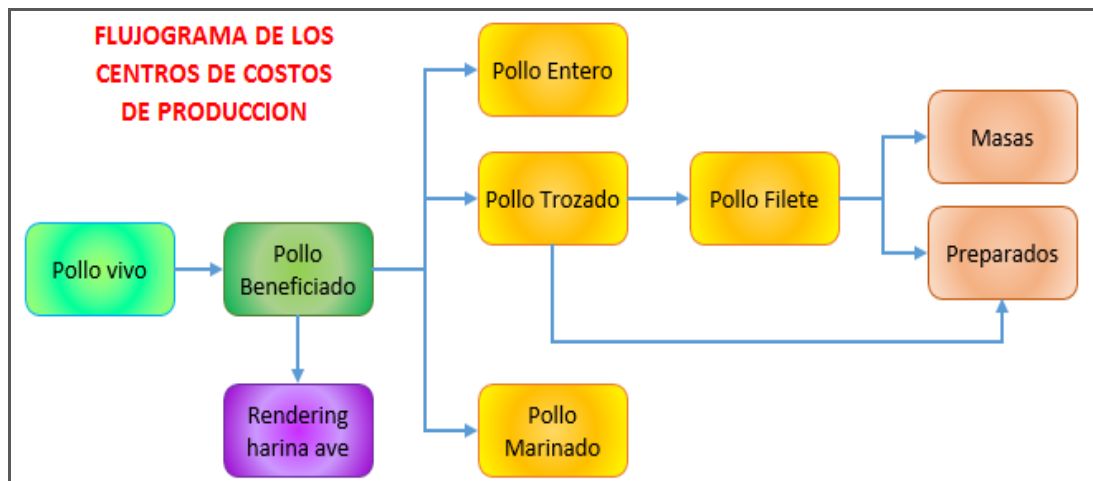 FLUJOGRAMA DE LOS
CENTROS DE COSTOS
DE PRODUCCION
Pollo Entero
Masas
Pollo Trozado
Pollo Filete
Preparados
Pollo vivo
Pollo
Beneficiado
Rendering
harina ave
Pollo
Marinado